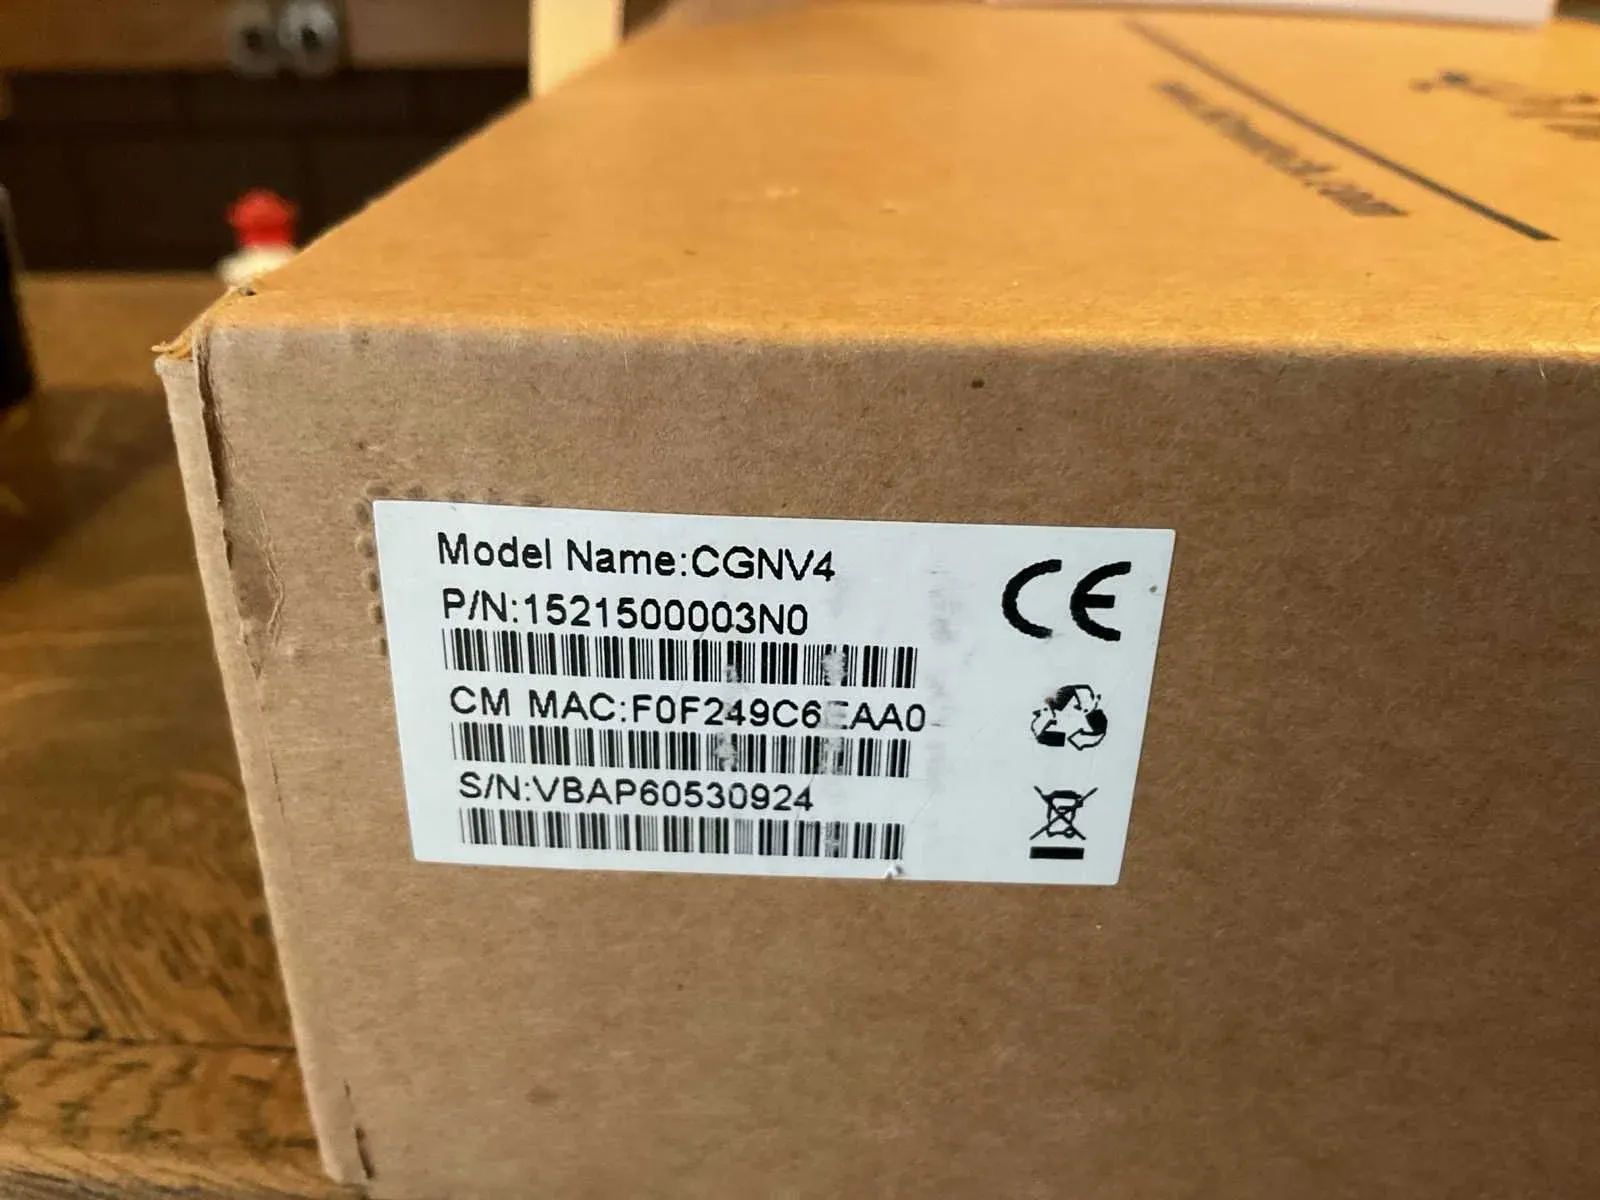 Model Name:CGNV4
P/N:1521500003N0
CM MAC:F0F249C6EAA0
S/N:VBAP60530924
CE